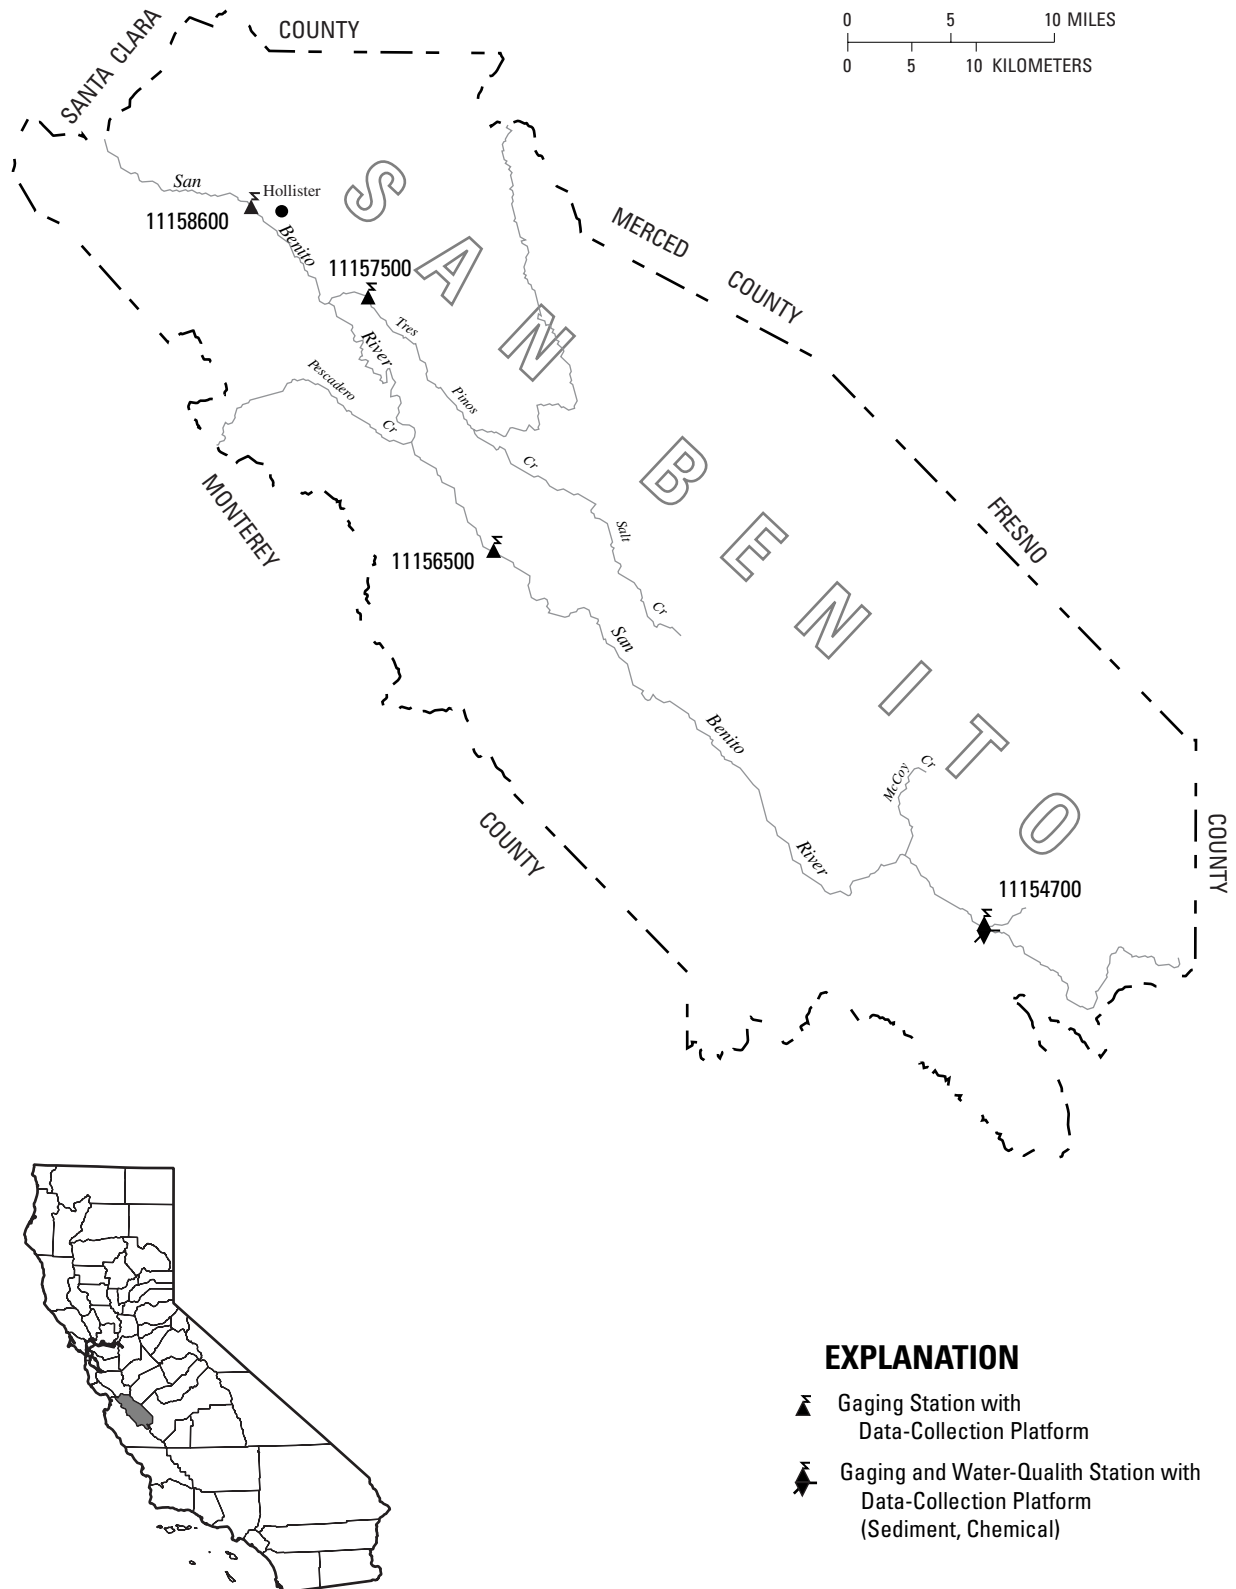 0 5 10 MILES
0 5 10 KILOMETERS
SANTA CLARA
COUNTY
San
Hollister
11158600
Benito
11157500
Tres
River
Pescadero
Cr
Pinos
Cr
SAN
BENITO
MERCED
COUNTY
FRESNO
COUNTY
MONTEREY
COUNTY
11156500
Salt
Cr
San
Benito
River
McCoy
Cr
11154700
EXPLANATION
Gaging Station with
Data-Collection Platform
Gaging and Water-Qualith Station with
Data-Collection Platform
(Sediment, Chemical)